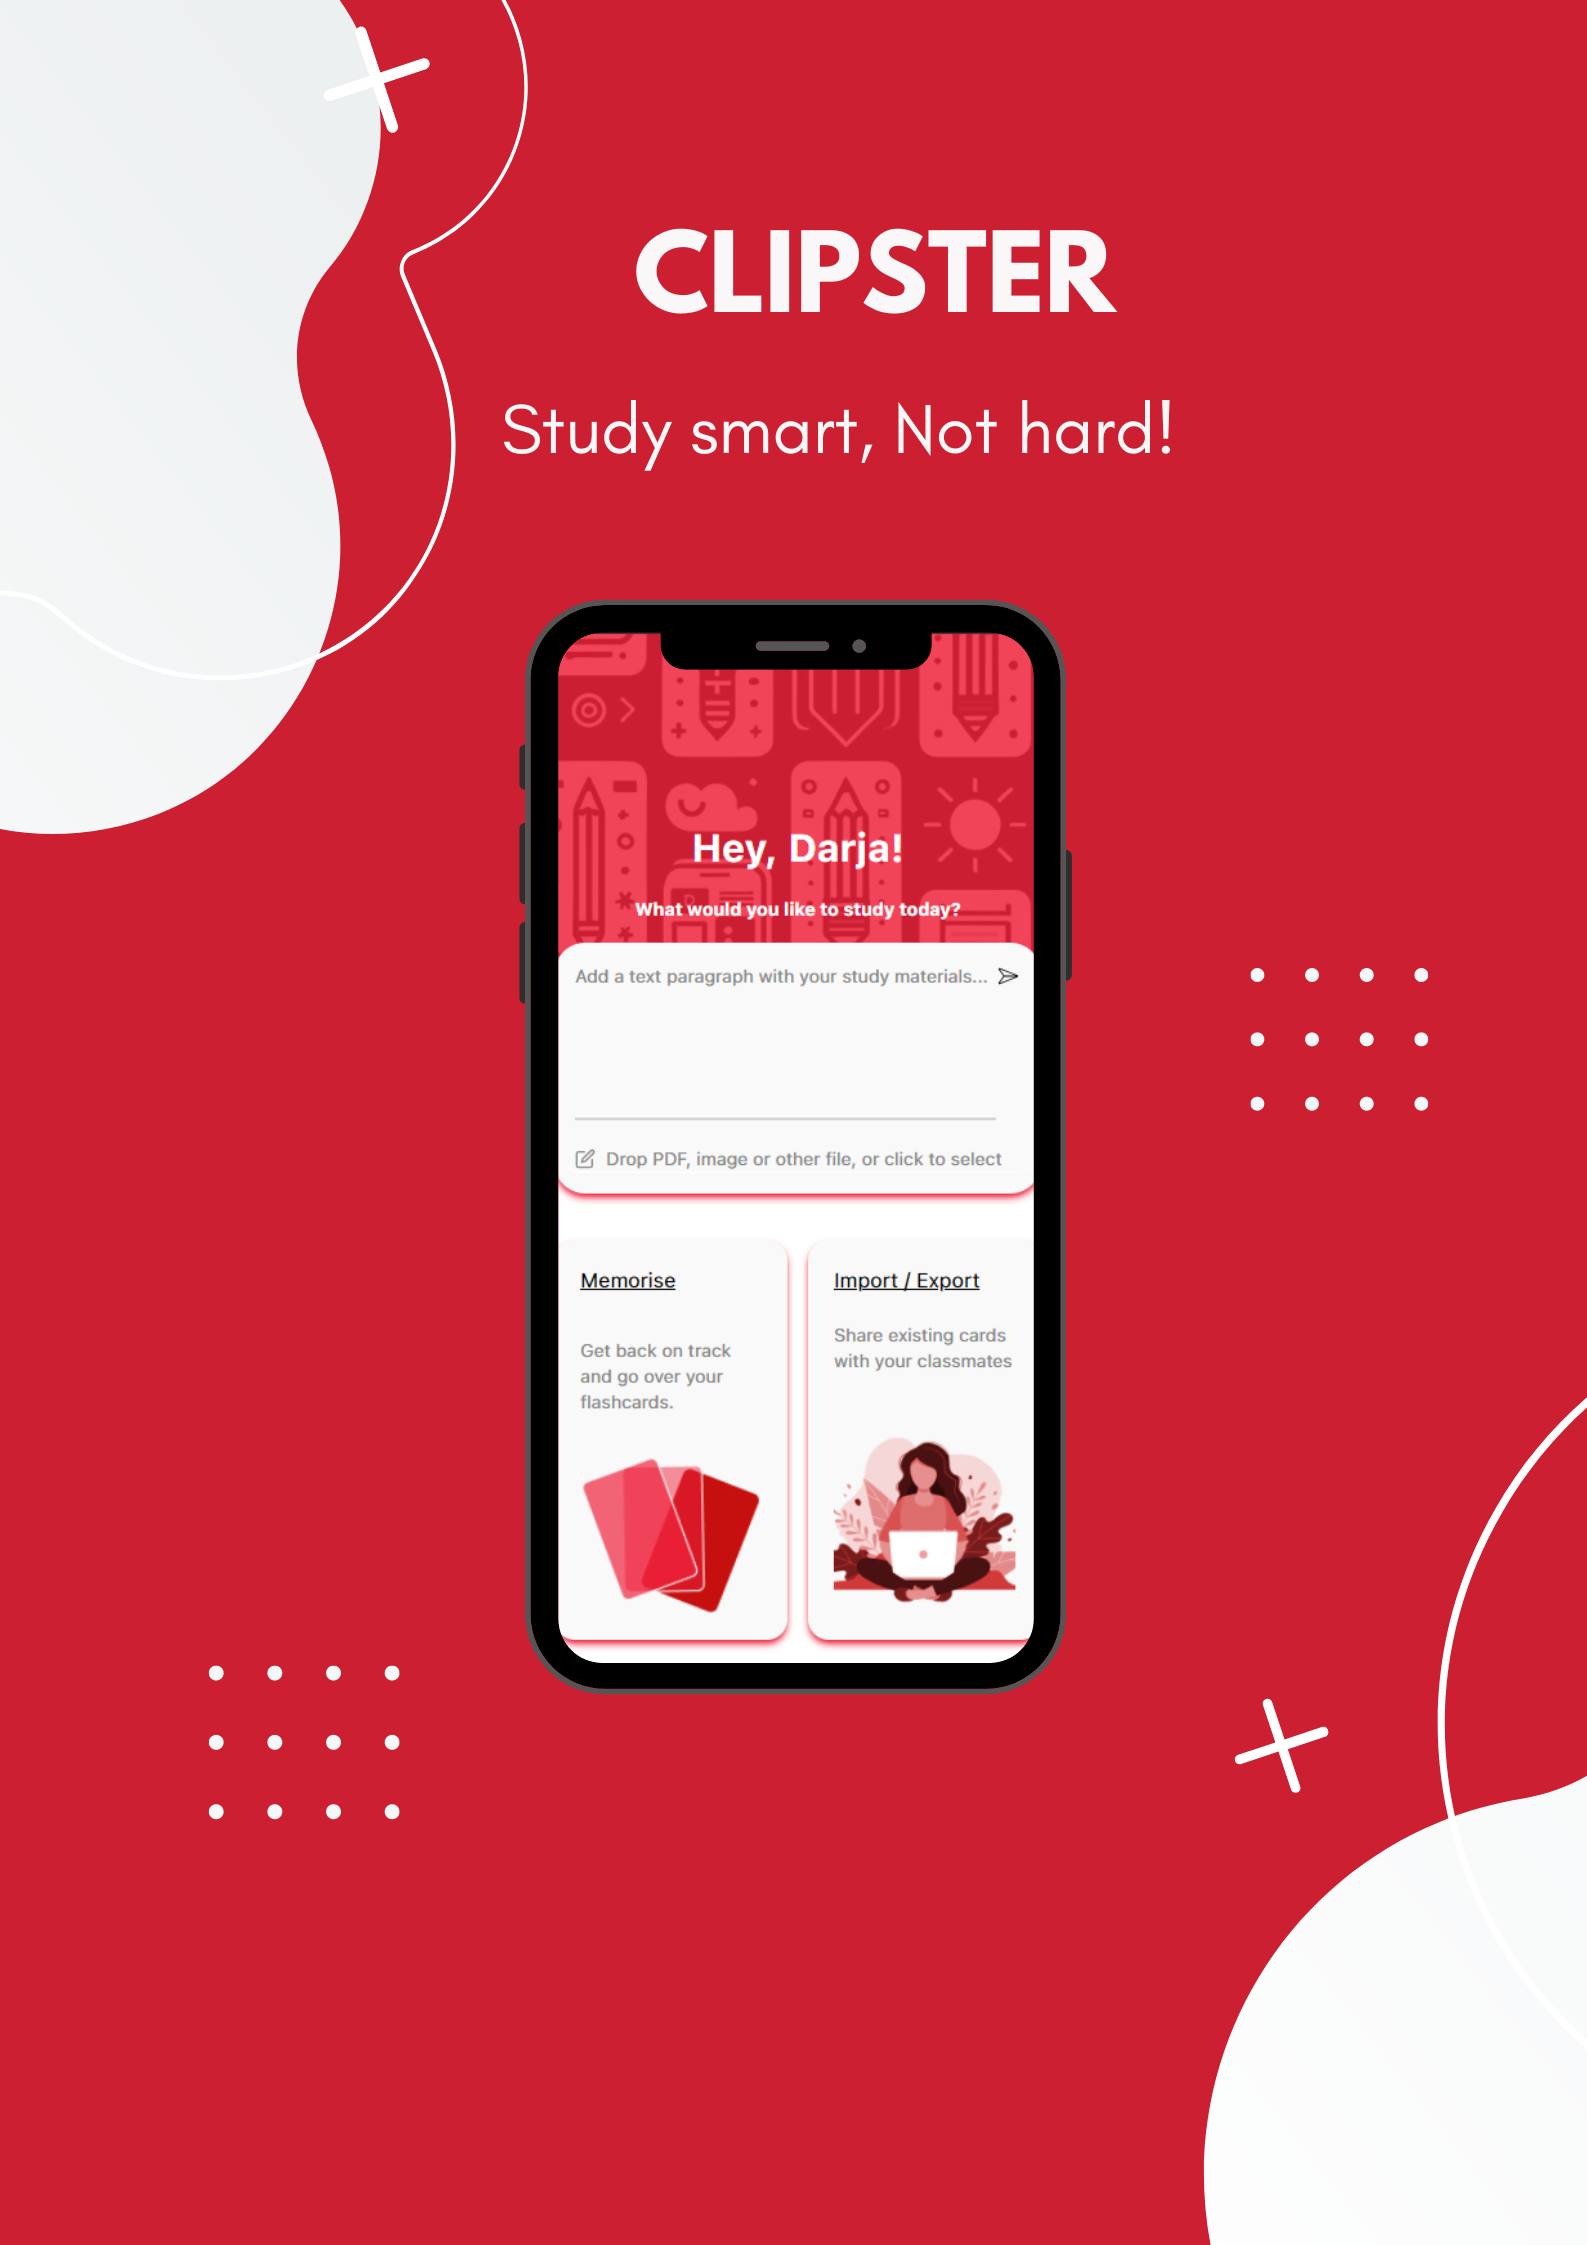 CLIPSTER
Study smart, Not hard!
Hey, Darja!
What would you like to study today?
Add a text paragraph with your study materials...
Drop PDF, image or other file, or click to select
Memorise
Get back on track
and go over your
flashcards.
Import / Export
Share existing cards
with your classmates